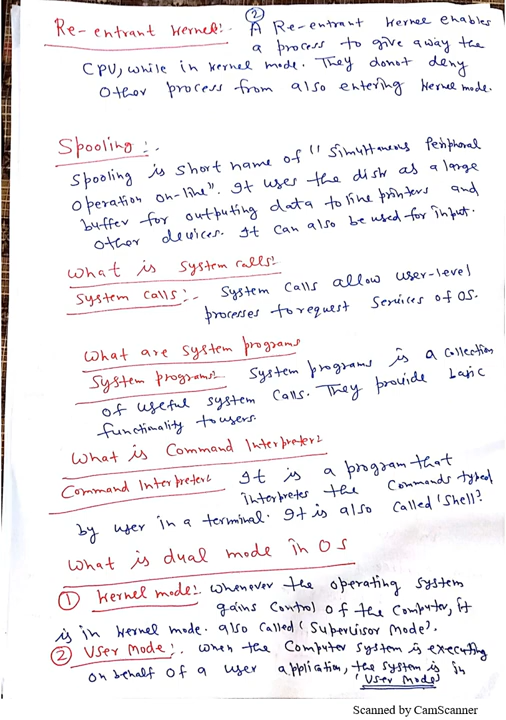 ②
Re-entrant kernel:- A Re-entrant kernel enables
a process to give away the
CPU, while in kernel mode. They donot deny
Other process from also entering kernel mode.
Spooling:-
Spooling is short name of "Simultaneous Peripheral
Operation on-line". It uses the disk as a large
buffer for outputing data to line printers and
other devices. It can also be used for input.
What is System calls?
System Calls:- System Calls allow user-level
processes to request Services of OS.
What are System programs
System programs:- System programs is a collection
of useful system calls. They provide basic
functionality to users.
What is Command Interpreter?
Command Interpreter:- It is a program that
interpretes the Commands typed
by user in a terminal. It is also called 'Shell'.
What is dual mode in OS
① Kernel mode:- Whenever the operating system
gains control of the computer, it
is in kernel mode. also called 'Supervisor Mode'.
② User Mode:- When the Computer system is executing
on behalf of a user application, the system is in
'User Mode'
Scanned by CamScanner